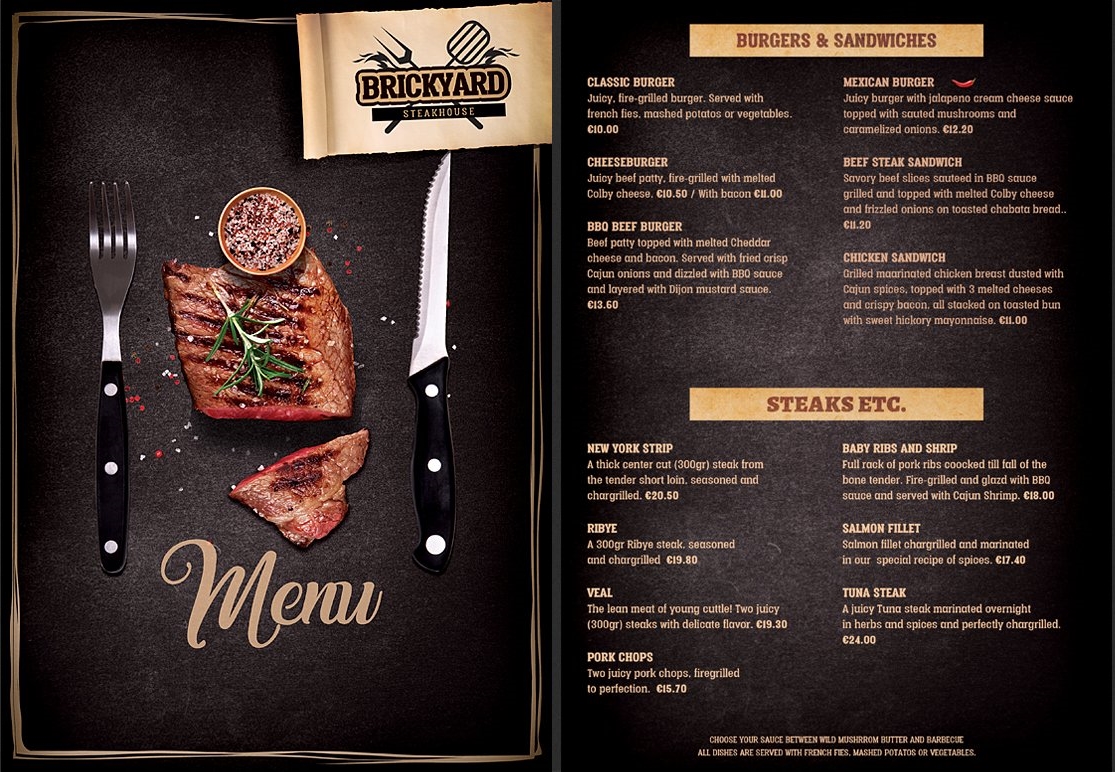 BRICKYARD
STEAKHOUSE
Menu
BURGERS & SANDWICHES
CLASSIC BURGER
Juicy, fire-grilled burger. Served with
french fies, mashed potatos or vegetables.
€10.00
CHEESEBURGER
Juicy beef patty, fire-grilled with melted
Colby cheese. €10.50 / With bacon €11.00
BBQ BEEF BURGER
Beef patty topped with melted Cheddar
cheese and bacon. Served with fried crisp
Cajun onions and dizzled with BBQ sauce
and layered with Dijon mustard sauce.
€13.60
MEXICAN BURGER
Juicy burger with jalapeno cream cheese sauce
topped with sauted mushrooms and
caramelized onions. €12.20
BEEF STEAK SANDWICH
Savory beef slices sauteed in BBQ sauce
grilled and topped with melted Colby cheese
and frizzled onions on toasted chabata bread..
€11.20
CHICKEN SANDWICH
Grilled maarinated chicken breast dusted with
Cajun spices, topped with 3 melted cheeses
and crispy bacon. all stacked on toasted bun
with sweet hickory mayonnaise. €11.00
STEAKS ETC.
NEW YORK STRIP
A thick center cut (300gr) steak from
the tender short loin, seasoned and
chargrilled. €20.50
RIBYE
A 300gr Ribye steak, seasoned
and chargrilled €19.80
VEAL
The lean meat of young cuttle! Two juicy
(300gr) steaks with delicate flavor. €19.30
PORK CHOPS
Two juicy pork chops, firegrilled
to perfection. €15.70
BABY RIBS AND SHRIP
Full rack of pork ribs coocked till fall of the
bone tender. Fire-grilled and glazd with BBQ
sauce and served with Cajun Shrimp. €18.00
SALMON FILLET
Salmon fillet chargrilled and marinated
in our special recipe of spices. €17.40
TUNA STEAK
A juicy Tuna steak marinated overnight
in herbs and spices and perfectly chargrilled.
€24.00
CHOOSE YOUR SAUCE BETWEEN WILD MUSHRROM BUTTER AND BARBECUE
ALL DISHES ARE SERVED WITH FRENCH FIES, MASHED POTATOS OR VEGETABLES.